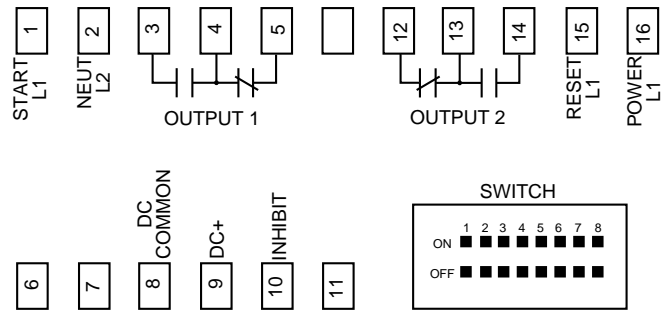 1 2 3 4 5 12 13 14 15 16
START L1
NEUT L2
OUTPUT 1
OUTPUT 2
RESET L1
POWER L1
DC COMMON
DC+
INHIBIT
6 7 8 9 10 11
SWITCH
1 2 3 4 5 6 7 8
ON
OFF